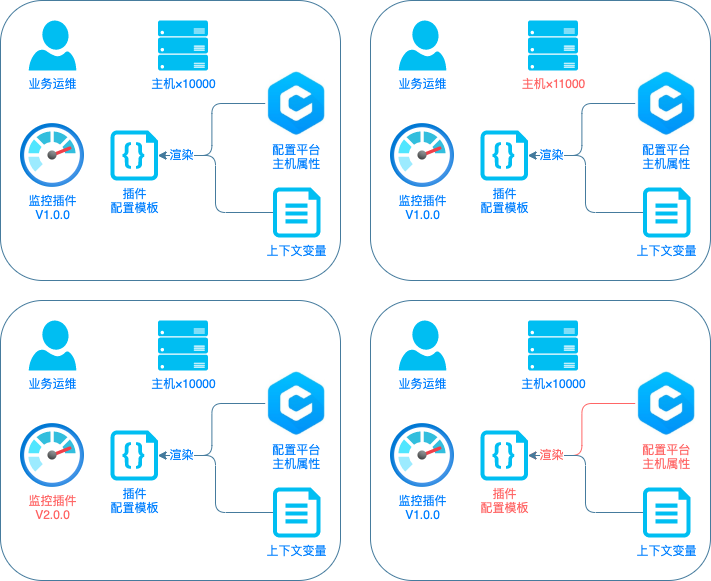 业务运维
主机×10000
配置平台
主机属性
渲染
监控插件
V1.0.0
插件
配置模板
上下文变量
业务运维
主机×11000
配置平台
主机属性
渲染
监控插件
V1.0.0
插件
配置模板
上下文变量
业务运维
主机×10000
配置平台
主机属性
渲染
监控插件
V2.0.0
插件
配置模板
上下文变量
业务运维
主机×10000
配置平台
主机属性
渲染
监控插件
V1.0.0
插件
配置模板
上下文变量